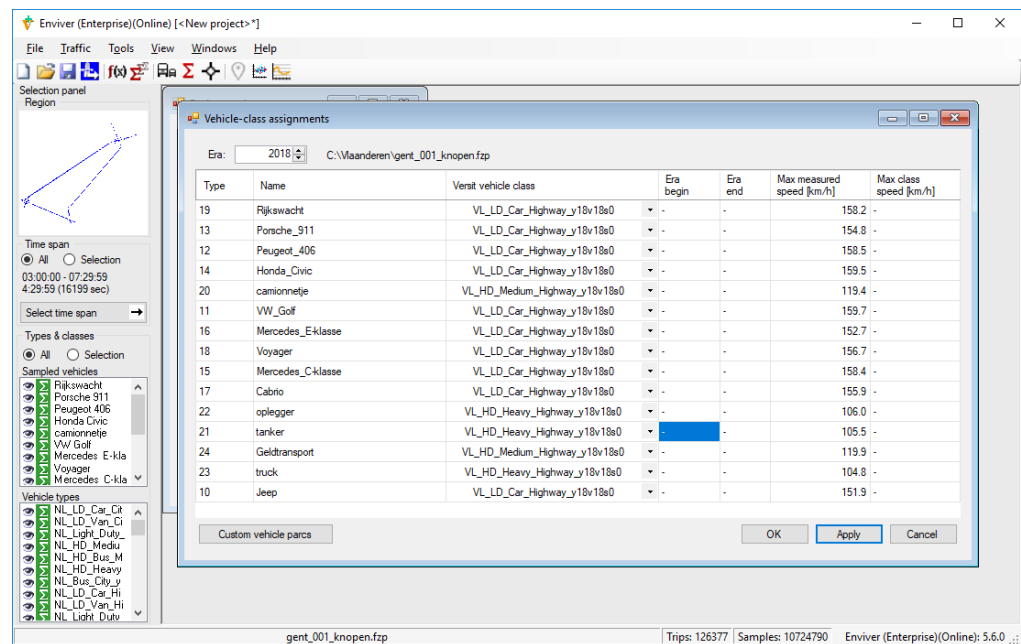 Enviver (Enterprise)(Online) [<New project>*]
File Traffic Tools View Windows Help
f(x)
Selection panel
Region
Time span
All Selection
03:00:00 - 07:29:59
4:29:59 (16199 sec)
Select time span
Types & classes
All Selection
Sampled vehicles
Rijkswacht
Porsche 911
Peugeot 406
Honda Civic
camionnetje
VW Golf
Mercedes E-kla
Voyager
Mercedes C-kla
Vehicle types
NL_LD_Car_Cit
NL_LD_Van_Ci
NL_Light_Duty_
NL_HD_Mediu
NL_HD_Bus_M
NL_HD_Heavy
NL_Bus_City_y
NL_LD_Car_Hi
NL_LD_Van_Hi
NL_Light_Duty
Vehicle-class assignments
Era: 2018 C:\Vlaanderen\gent_001_knopen.fzp
Type Name Versit vehicle class Era begin Era end Max measured speed [km/h] Max class speed [km/h]
19 Rijkswacht VL_LD_Car_Highway_y18v18s0 - - 158.2 -
13 Porsche_911 VL_LD_Car_Highway_y18v18s0 - - 154.8 -
12 Peugeot_406 VL_LD_Car_Highway_y18v18s0 - - 158.5 -
14 Honda_Civic VL_LD_Car_Highway_y18v18s0 - - 159.5 -
20 camionnetje VL_HD_Medium_Highway_y18v18s0 - - 119.4 -
11 VW_Golf VL_LD_Car_Highway_y18v18s0 - - 159.7 -
16 Mercedes_E-klasse VL_LD_Car_Highway_y18v18s0 - - 152.7 -
18 Voyager VL_LD_Car_Highway_y18v18s0 - - 156.7 -
15 Mercedes_C-klasse VL_LD_Car_Highway_y18v18s0 - - 158.4 -
17 Cabrio VL_LD_Car_Highway_y18v18s0 - - 155.9 -
22 oplegger VL_HD_Heavy_Highway_y18v18s0 - - 106.0 -
21 tanker VL_HD_Heavy_Highway_y18v18s0 - - 105.5 -
24 Geldtransport VL_HD_Medium_Highway_y18v18s0 - - 119.9 -
23 truck VL_HD_Heavy_Highway_y18v18s0 - - 104.8 -
10 Jeep VL_LD_Car_Highway_y18v18s0 - - 151.9 -
Custom vehicle parcs OK Apply Cancel
gent_001_knopen.fzp Trips: 126377 Samples: 10724790 Enviver (Enterprise)(Online): 5.6.0